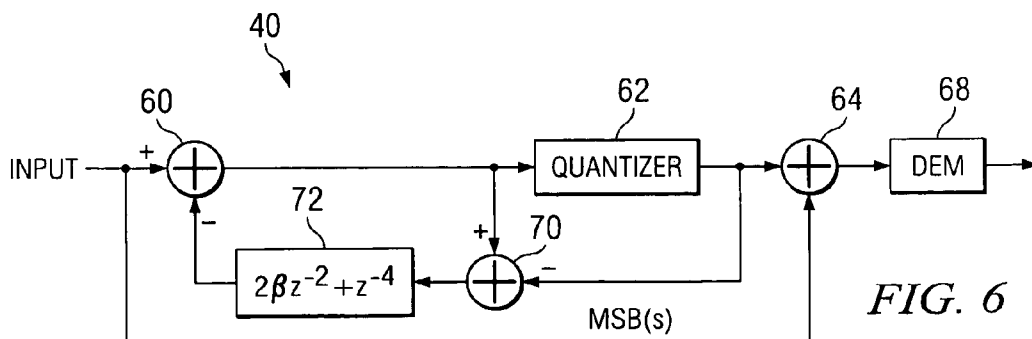 40
60
62
64
68
INPUT
+
QUANTIZER
DEM
−
72
+
70
−
2βz⁻²+z⁻⁴
MSB(s)
FIG. 6